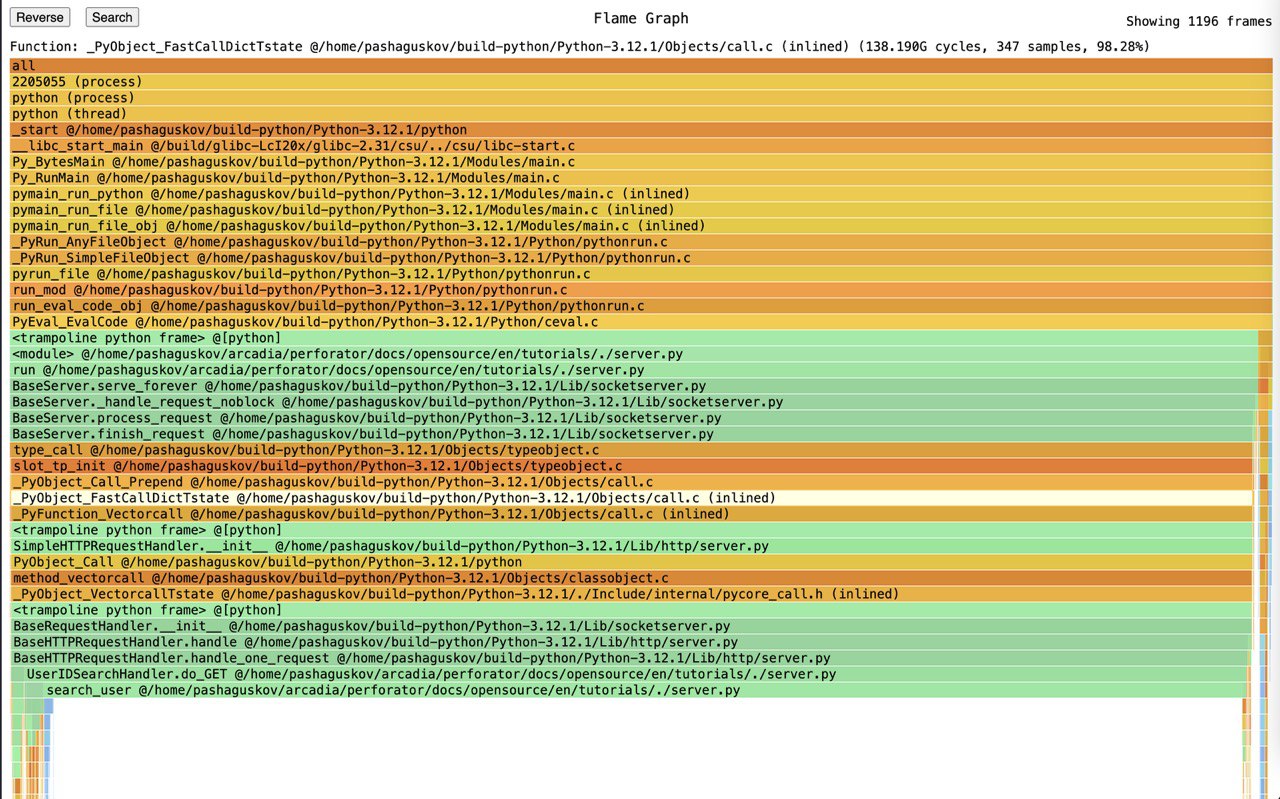 Reverse
Search
Flame Graph
Showing 1196 frames
Function: _PyObject_FastCallDictTstate @/home/pashaguskov/build-python/Python-3.12.1/Objects/call.c (inlined) (138.190G cycles, 347 samples, 98.28%)
all
2205055 (process)
python (process)
python (thread)
_start @/home/pashaguskov/build-python/Python-3.12.1/python
__libc_start_main @/build/glibc-LcI20x/glibc-2.31/csu/../csu/libc-start.c
Py_BytesMain @/home/pashaguskov/build-python/Python-3.12.1/Modules/main.c
Py_RunMain @/home/pashaguskov/build-python/Python-3.12.1/Modules/main.c
pymain_run_python @/home/pashaguskov/build-python/Python-3.12.1/Modules/main.c (inlined)
pymain_run_file @/home/pashaguskov/build-python/Python-3.12.1/Modules/main.c (inlined)
pymain_run_file_obj @/home/pashaguskov/build-python/Python-3.12.1/Modules/main.c (inlined)
_PyRun_AnyFileObject @/home/pashaguskov/build-python/Python-3.12.1/Python/pythonrun.c
_PyRun_SimpleFileObject @/home/pashaguskov/build-python/Python-3.12.1/Python/pythonrun.c
pyrun_file @/home/pashaguskov/build-python/Python-3.12.1/Python/pythonrun.c
run_mod @/home/pashaguskov/build-python/Python-3.12.1/Python/pythonrun.c
run_eval_code_obj @/home/pashaguskov/build-python/Python-3.12.1/Python/pythonrun.c
PyEval_EvalCode @/home/pashaguskov/build-python/Python-3.12.1/Python/ceval.c
<trampoline python frame> @[python]
<module> @/home/pashaguskov/arcadia/perforator/docs/opensource/en/tutorials/./server.py
run @/home/pashaguskov/arcadia/perforator/docs/opensource/en/tutorials/./server.py
BaseServer.serve_forever @/home/pashaguskov/build-python/Python-3.12.1/Lib/socketserver.py
BaseServer._handle_request_noblock @/home/pashaguskov/build-python/Python-3.12.1/Lib/socketserver.py
BaseServer.process_request @/home/pashaguskov/build-python/Python-3.12.1/Lib/socketserver.py
BaseServer.finish_request @/home/pashaguskov/build-python/Python-3.12.1/Lib/socketserver.py
type_call @/home/pashaguskov/build-python/Python-3.12.1/Objects/typeobject.c
slot_tp_init @/home/pashaguskov/build-python/Python-3.12.1/Objects/typeobject.c
_PyObject_Call_Prepend @/home/pashaguskov/build-python/Python-3.12.1/Objects/call.c
_PyObject_FastCallDictTstate @/home/pashaguskov/build-python/Python-3.12.1/Objects/call.c (inlined)
_PyFunction_Vectorcall @/home/pashaguskov/build-python/Python-3.12.1/Objects/call.c (inlined)
<trampoline python frame> @[python]
SimpleHTTPRequestHandler.__init__ @/home/pashaguskov/build-python/Python-3.12.1/Lib/http/server.py
PyObject_Call @/home/pashaguskov/build-python/Python-3.12.1/python
method_vectorcall @/home/pashaguskov/build-python/Python-3.12.1/Objects/classobject.c
_PyObject_VectorcallTstate @/home/pashaguskov/build-python/Python-3.12.1/./Include/internal/pycore_call.h (inlined)
<trampoline python frame> @[python]
BaseRequestHandler.__init__ @/home/pashaguskov/build-python/Python-3.12.1/Lib/socketserver.py
BaseHTTPRequestHandler.handle @/home/pashaguskov/build-python/Python-3.12.1/Lib/http/server.py
BaseHTTPRequestHandler.handle_one_request @/home/pashaguskov/build-python/Python-3.12.1/Lib/http/server.py
UserIDSearchHandler.do_GET @/home/pashaguskov/arcadia/perforator/docs/opensource/en/tutorials/./server.py
search_user @/home/pashaguskov/arcadia/perforator/docs/opensource/en/tutorials/./server.py